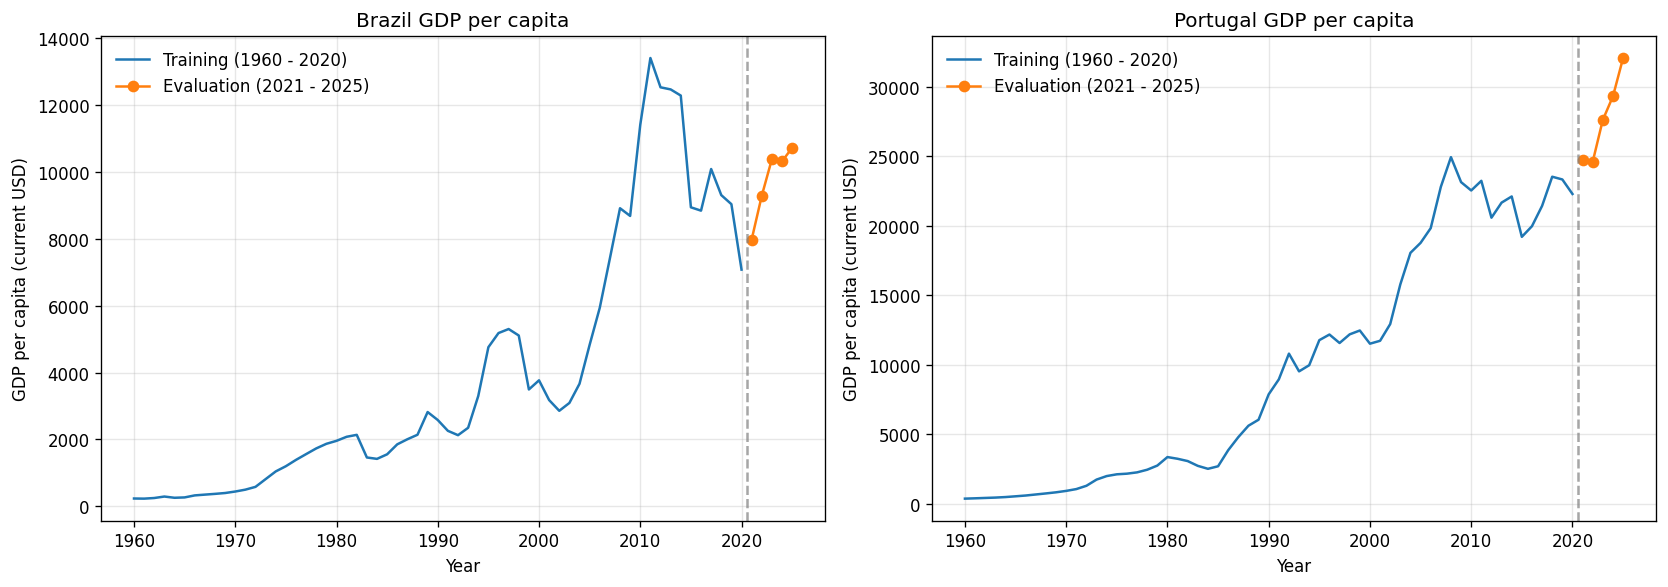 Brazil GDP per capita
14000
12000
10000
8000
6000
4000
2000
0
GDP per capita (current USD)
Training (1960 - 2020)
Evaluation (2021 - 2025)
1960 1970 1980 1990 2000 2010 2020
Year
Portugal GDP per capita
30000
25000
20000
15000
10000
5000
0
GDP per capita (current USD)
Training (1960 - 2020)
Evaluation (2021 - 2025)
1960 1970 1980 1990 2000 2010 2020
Year